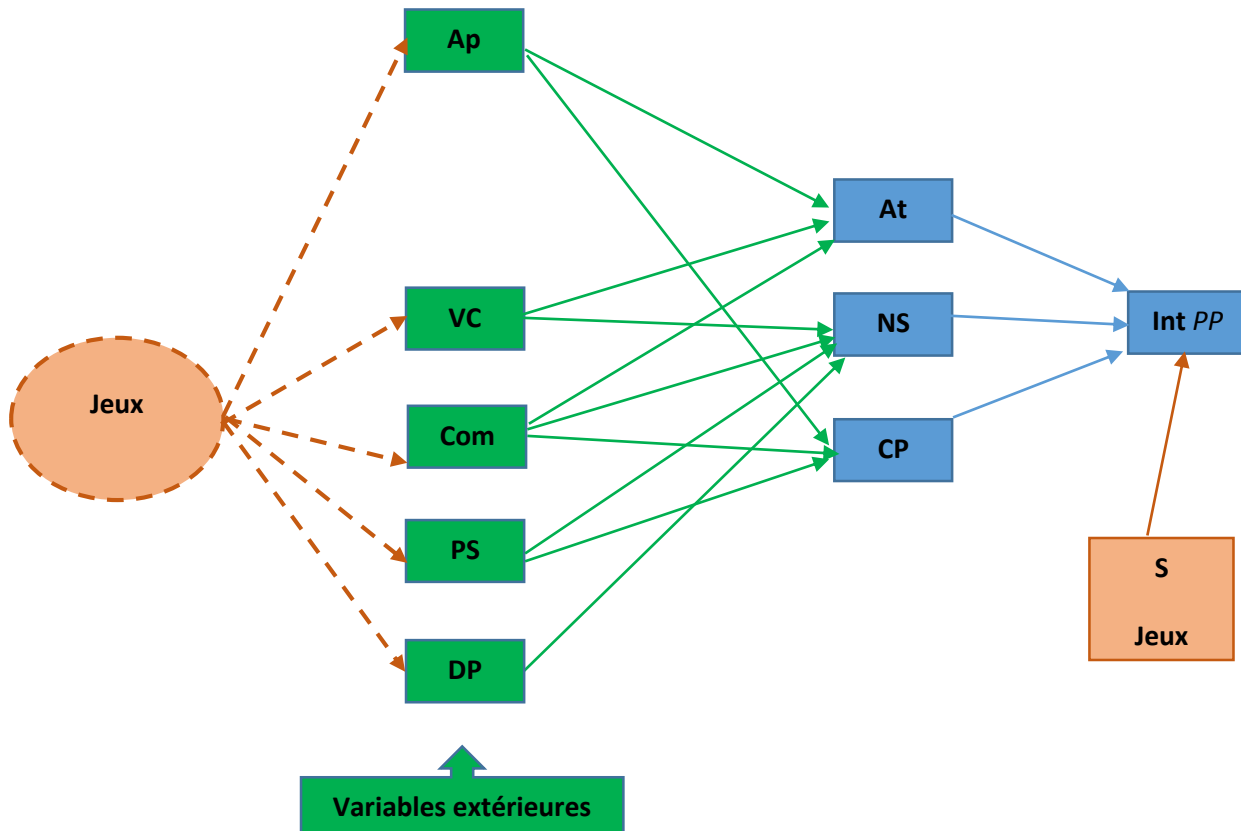 Ap
At
VC
NS
Int PP
Jeux
Com
CP
PS
S
Jeux
DP
Variables extérieures